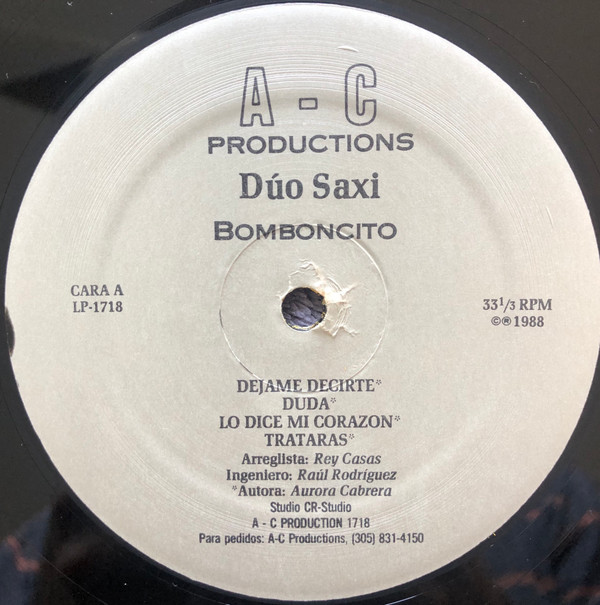 A - C
PRODUCTIONS
Dúo Saxi
BOMBONCITO
CARA A
LP-1718
33 1/3 RPM
©℗ 1988
DEJAME DECIRTE*
DUDA*
LO DICE MI CORAZON*
TRATARAS*
Arreglista: Rey Casas
Ingeniero: Raúl Rodríguez
*Autora: Aurora Cabrera
Studio CR-Studio
A - C PRODUCTION 1718
Para pedidos: A-C Productions, (305) 831-4150